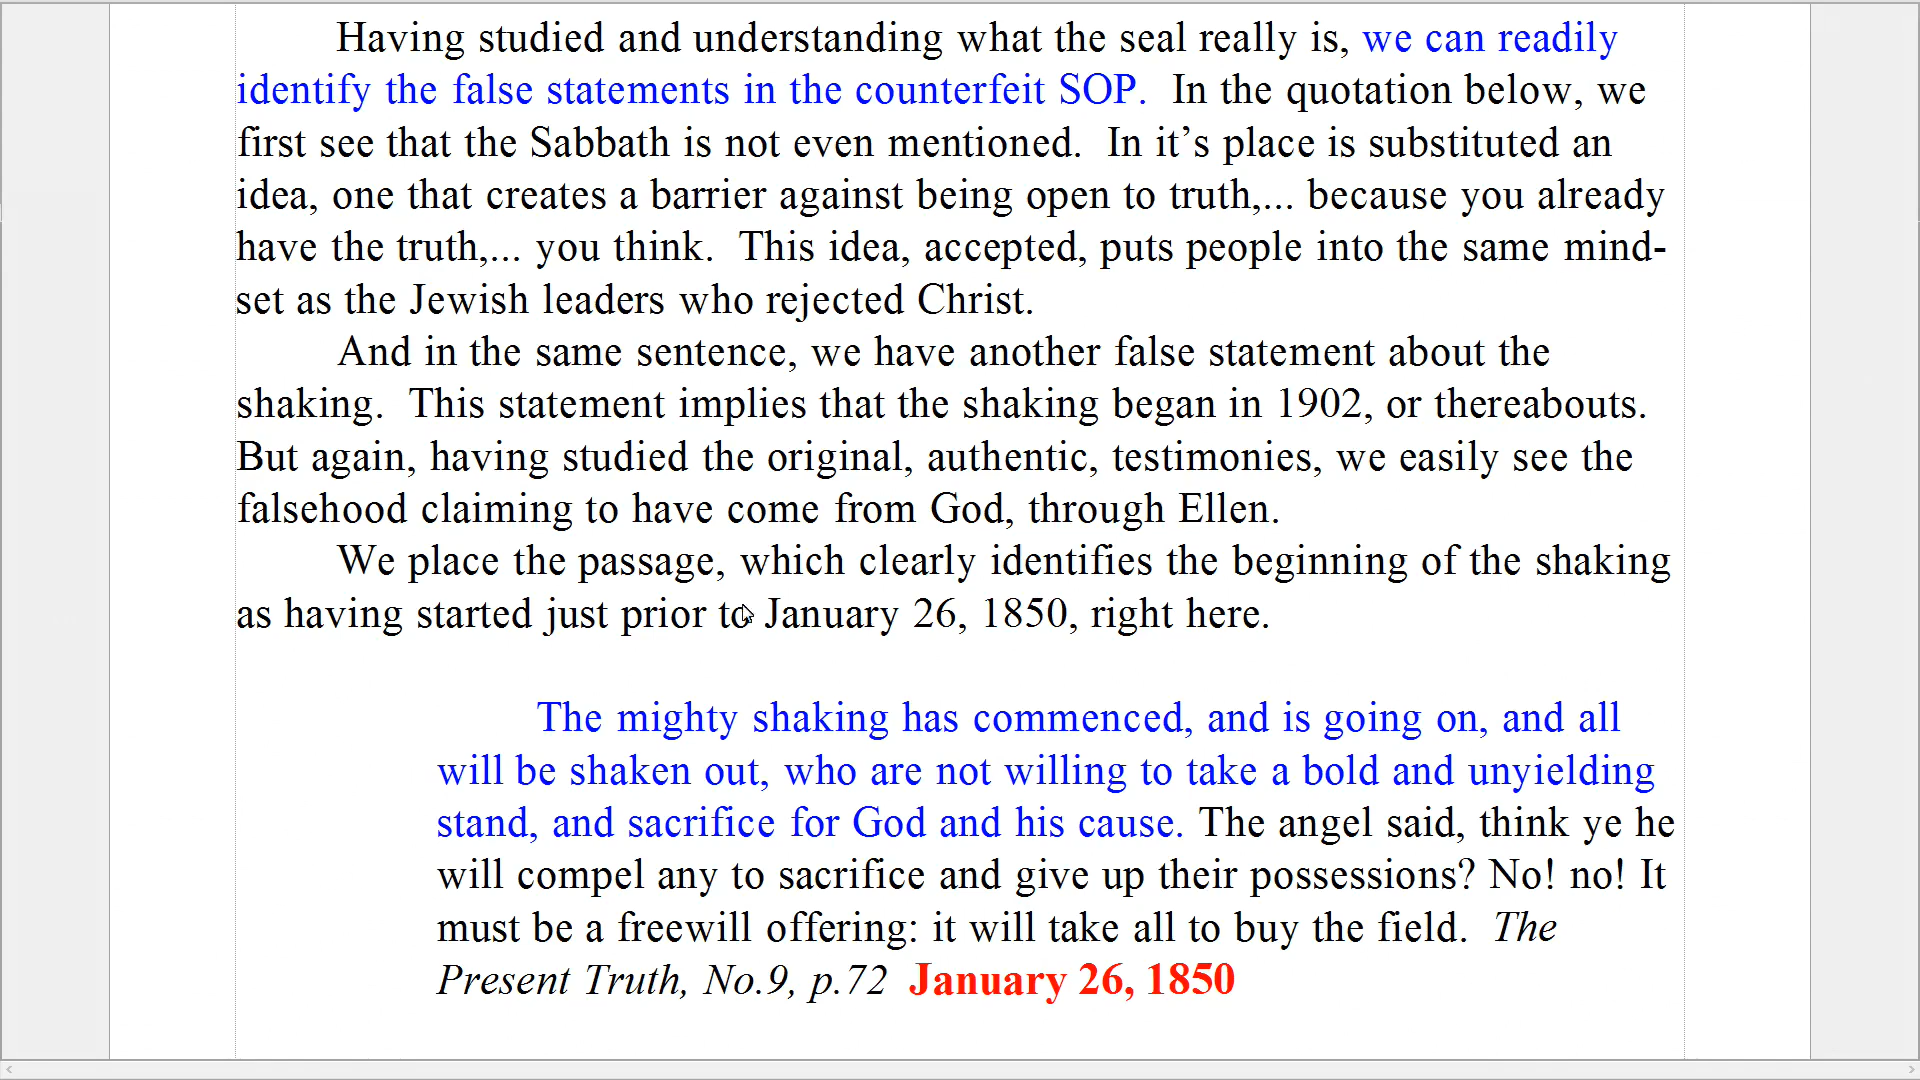 Having studied and understanding what the seal really is, we can readily
identify the false statements in the counterfeit SOP.  In the quotation below, we
first see that the Sabbath is not even mentioned.  In it’s place is substituted an
idea, one that creates a barrier against being open to truth,... because you already
have the truth,... you think.  This idea, accepted, puts people into the same mind-
set as the Jewish leaders who rejected Christ.
And in the same sentence, we have another false statement about the
shaking.  This statement implies that the shaking began in 1902, or thereabouts.
But again, having studied the original, authentic, testimonies, we easily see the
falsehood claiming to have come from God, through Ellen.
We place the passage, which clearly identifies the beginning of the shaking
as having started just prior to January 26, 1850, right here.
The mighty shaking has commenced, and is going on, and all
will be shaken out, who are not willing to take a bold and unyielding
stand, and sacrifice for God and his cause. The angel said, think ye he
will compel any to sacrifice and give up their possessions? No! no! It
must be a freewill offering: it will take all to buy the field.  The
Present Truth, No.9, p.72  January 26, 1850